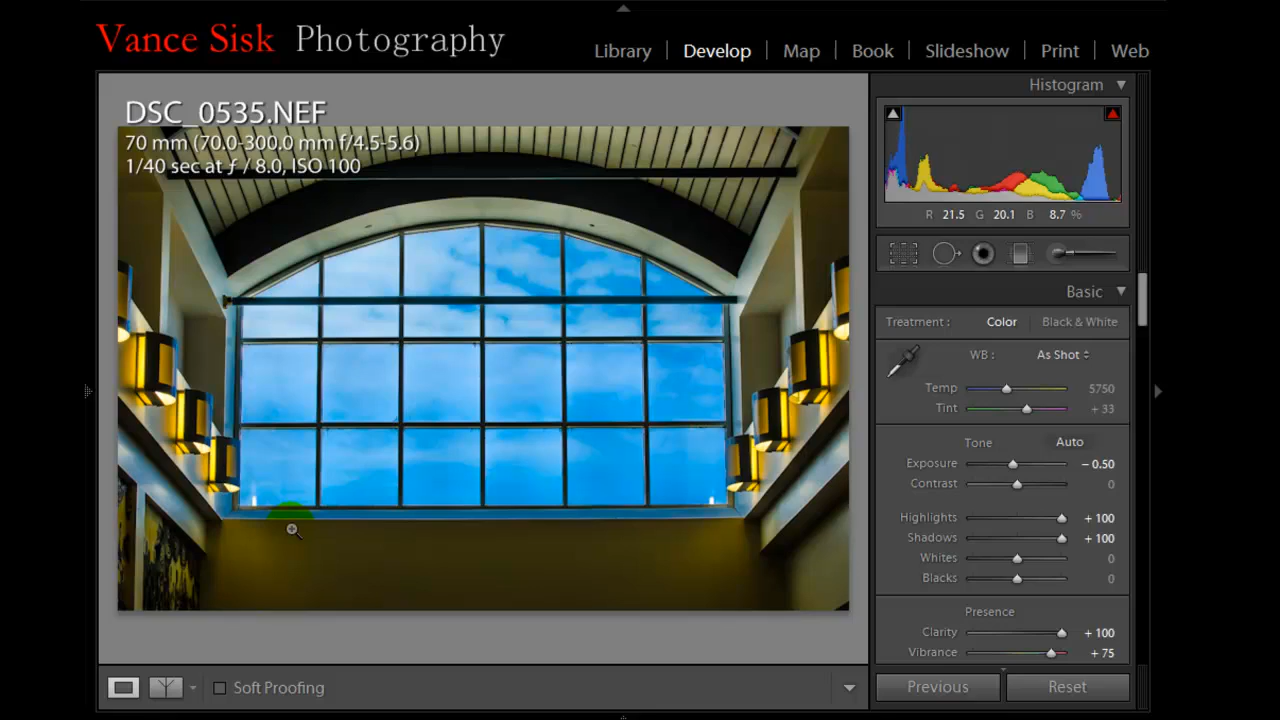 Vance Sisk Photography
Library | Develop | Map | Book | Slideshow | Print | Web
DSC_0535.NEF
70 mm (70.0-300.0 mm f/4.5-5.6)
1/40 sec at ƒ / 8.0, ISO 100
Histogram
R 21.5 G 20.1 B 8.7 %
Basic
Treatment : Color | Black & White
WB : As Shot
Temp 5750
Tint + 33
Tone Auto
Exposure − 0.50
Contrast 0
Highlights + 100
Shadows + 100
Whites 0
Blacks 0
Presence
Clarity + 100
Vibrance + 75
Soft Proofing
Previous Reset